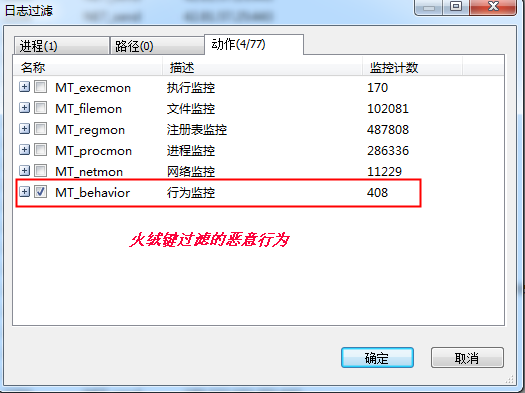 日志过滤
进程(1) 路径(0) 动作(4/77)
名称 描述 监控计数
MT_execmon 执行监控 170
MT_filemon 文件监控 102081
MT_regmon 注册表监控 487808
MT_procmon 进程监控 286336
MT_netmon 网络监控 11229
MT_behavior 行为监控 408
火绒键过滤的恶意行为
确定 取消